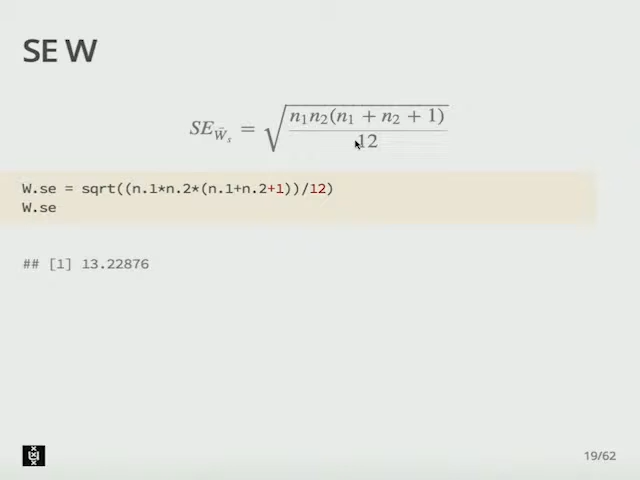 SE W
SE_{\bar{W}_s} = \sqrt{\frac{n_1 n_2 (n_1 + n_2 + 1)}{12}}
W.se = sqrt((n.1*n.2*(n.1+n.2+1))/12)
W.se
## [1] 13.22876
19/62